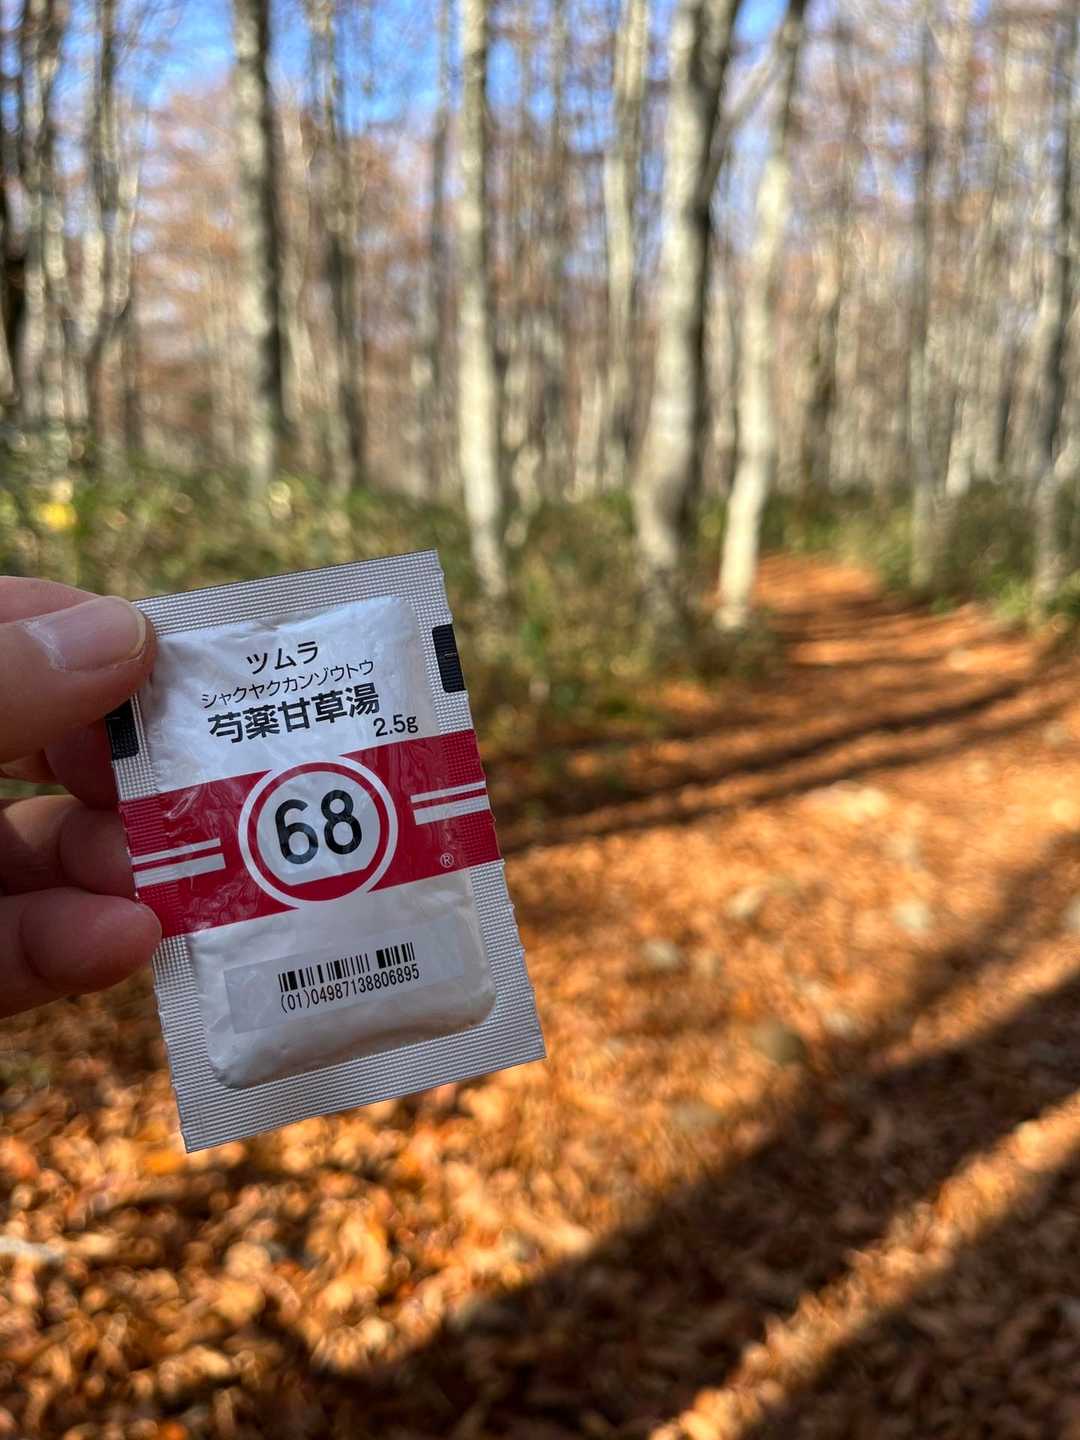 ツムラ
シャクヤクカンゾウトウ
芍薬甘草湯
2.5g
68
®
(01)04987138806895